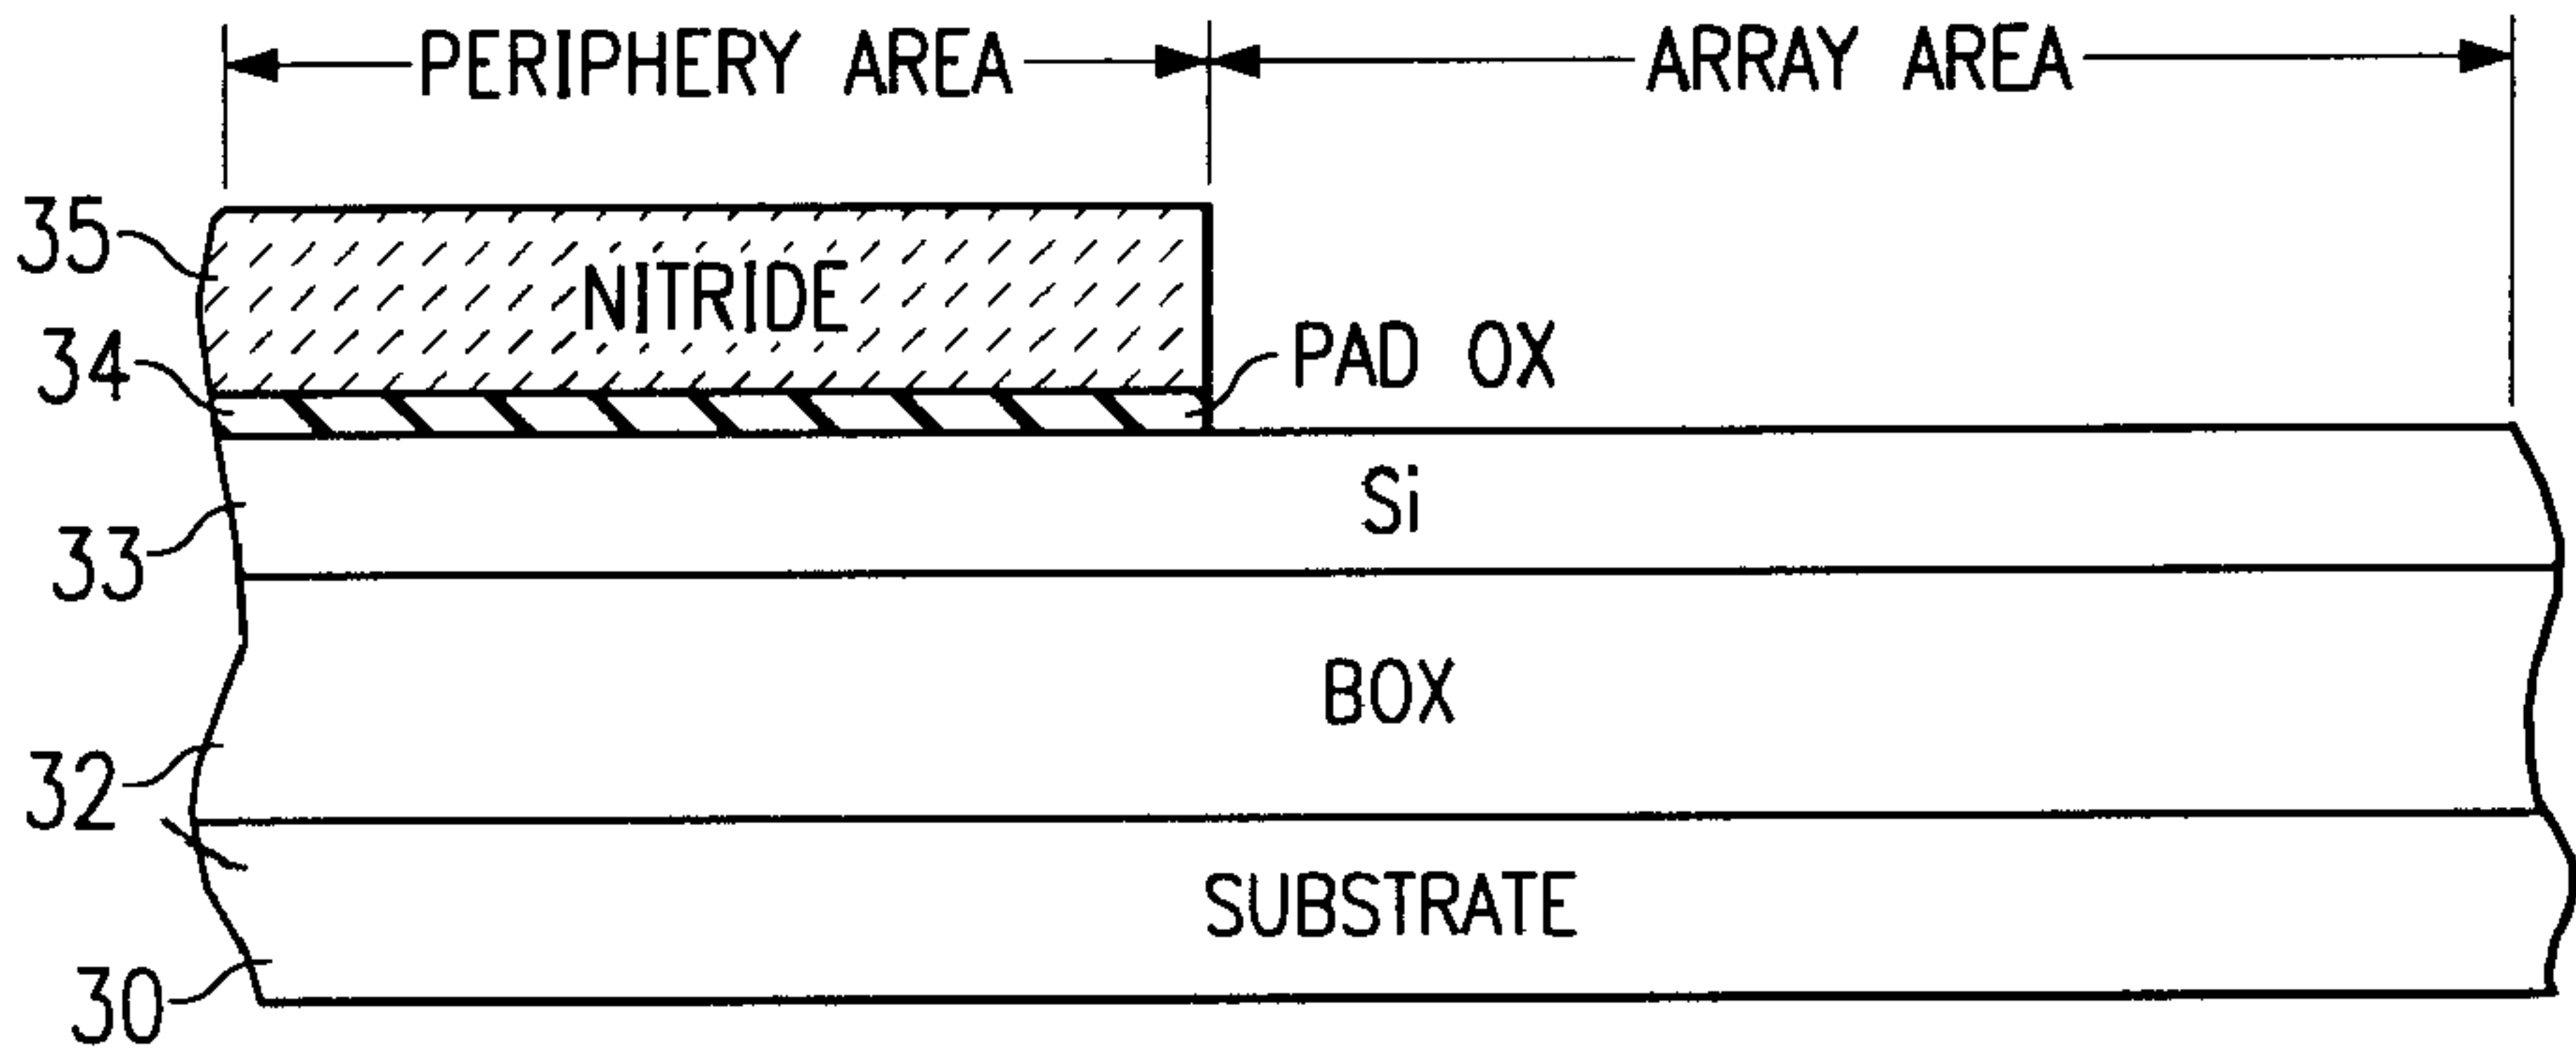 PERIPHERY AREA
ARRAY AREA
35
NITRIDE
34
PAD OX
Si
33
BOX
32
SUBSTRATE
30